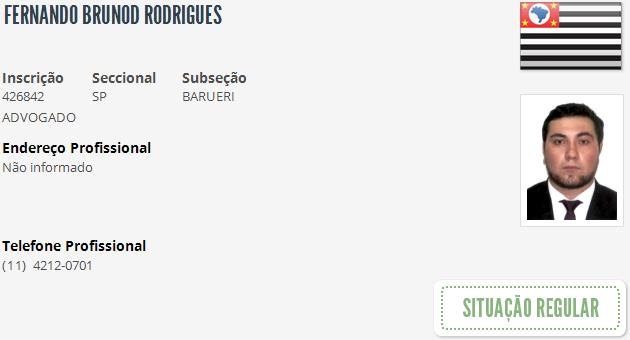 FERNANDO BRUNOD RODRIGUES
Inscrição Seccional Subseção
426842 SP BARUERI
ADVOGADO
Endereço Profissional
Não informado
Telefone Profissional
(11) 4212-0701
SITUAÇÃO REGULAR